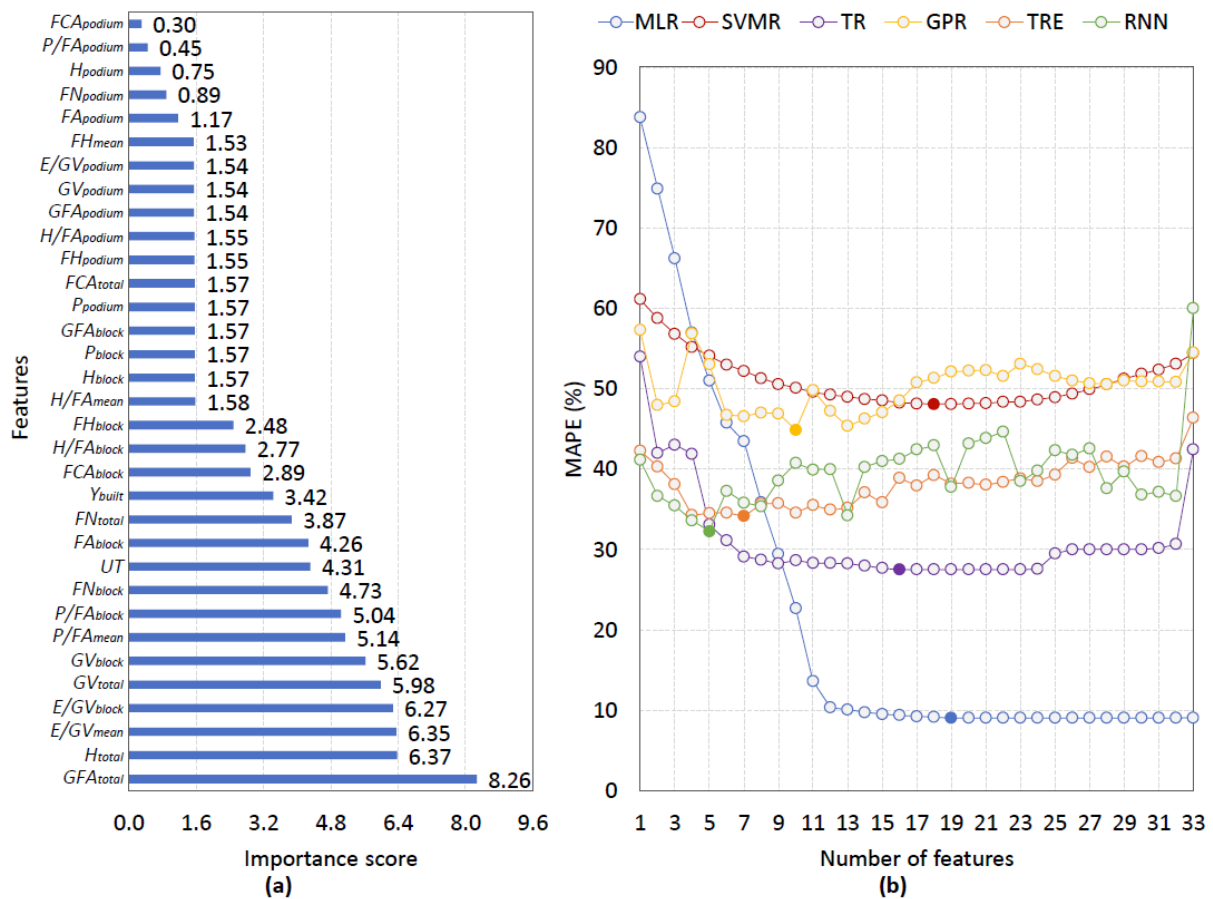 Features
FCApodium 0.30
P/FApodium 0.45
Hpodium 0.75
FNpodium 0.89
FApodium 1.17
FHmean 1.53
E/GVpodium 1.54
GVpodium 1.54
GFApodium 1.54
H/FApodium 1.55
FHpodium 1.55
FCAtotal 1.57
Ppodium 1.57
GFAblock 1.57
Pblock 1.57
Hblock 1.57
H/FAmean 1.58
FHblock 2.48
H/FAblock 2.77
FCAblock 2.89
Ybuilt 3.42
FNtotal 3.87
FAblock 4.26
UT 4.31
FNblock 4.73
P/FAblock 5.04
P/FAmean 5.14
GVblock 5.62
GVtotal 5.98
E/GVblock 6.27
E/GVmean 6.35
Htotal 6.37
GFAtotal 8.26
0.0 1.6 3.2 4.8 6.4 8.0 9.6
Importance score
(a)
MLR SVMR TR GPR TRE RNN
MAPE (%)
90
80
70
60
50
40
30
20
10
0
1 3 5 7 9 11 13 15 17 19 21 23 25 27 29 31 33
Number of features
(b)